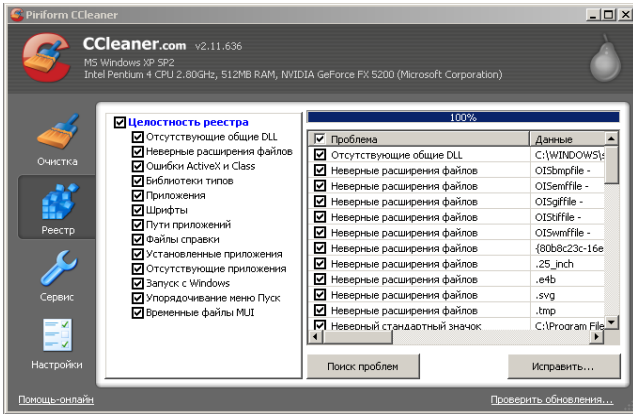 Piriform CCleaner
CCleaner.com v2.11.636
MS Windows XP SP2
Intel Pentium 4 CPU 2.80GHz, 512MB RAM, NVIDIA GeForce FX 5200 (Microsoft Corporation)
Очистка
Реестр
Сервис
Настройки
Целостность реестра
Отсутствующие общие DLL
Неверные расширения файлов
Ошибки ActiveX и Class
Библиотеки типов
Приложения
Шрифты
Пути приложений
Файлы справки
Установленные приложения
Отсутствующие приложения
Запуск с Windows
Упорядочивание меню Пуск
Временные файлы MUI
100%
Проблема Данные
Отсутствующие общие DLL C:\WINDOWS\s
Неверные расширения файлов OISbmpfile -
Неверные расширения файлов OISemffile -
Неверные расширения файлов OISgiffile -
Неверные расширения файлов OIStiffile -
Неверные расширения файлов OISwmffile -
Неверные расширения файлов {80b8c23c-16e
Неверные расширения файлов .25_inch
Неверные расширения файлов .e4b
Неверные расширения файлов .svg
Неверные расширения файлов .tmp
Неверный стандартный значок C:\Program File
Поиск проблем Исправить...
Помощь-онлайн Проверить обновления...